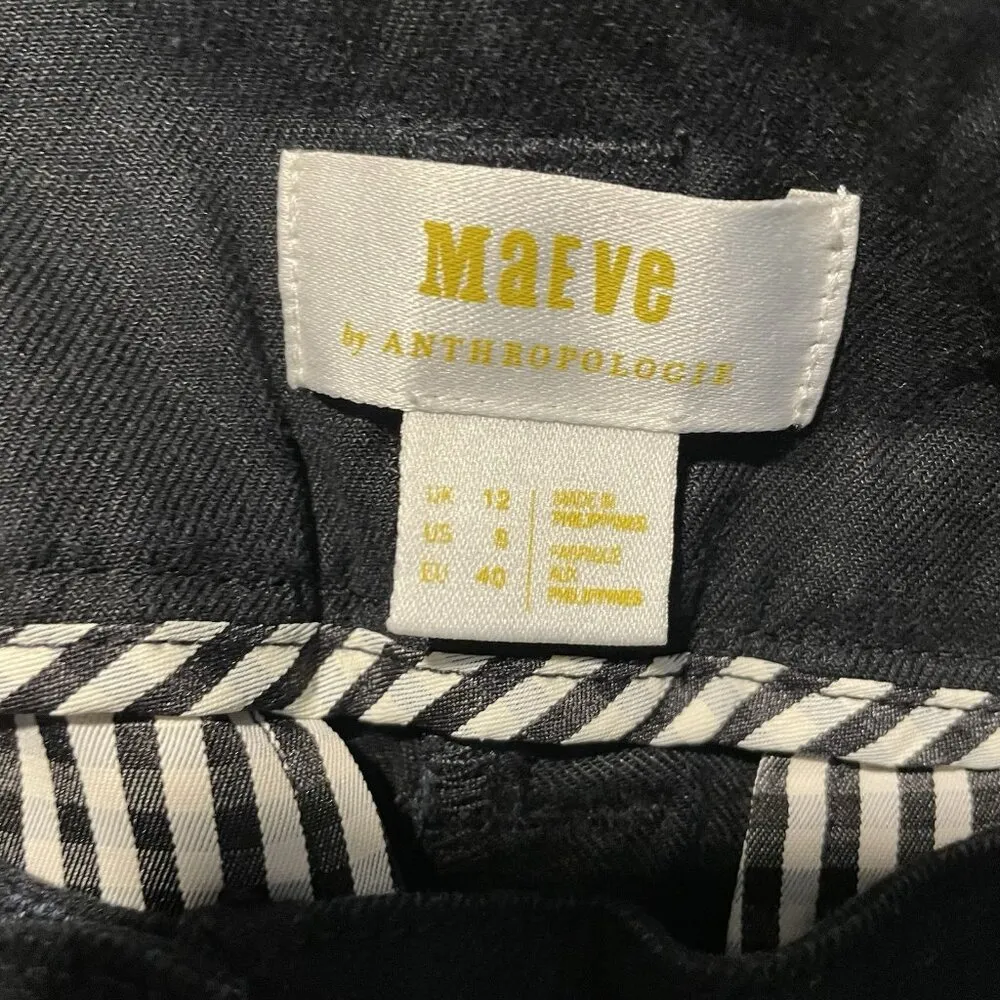 MaEve
by ANTHROPOLOGIE
UK 12
US 8
EU 40
MADE IN
PHILIPPINES
FABRIQUÉ
AUX
PHILIPPINES